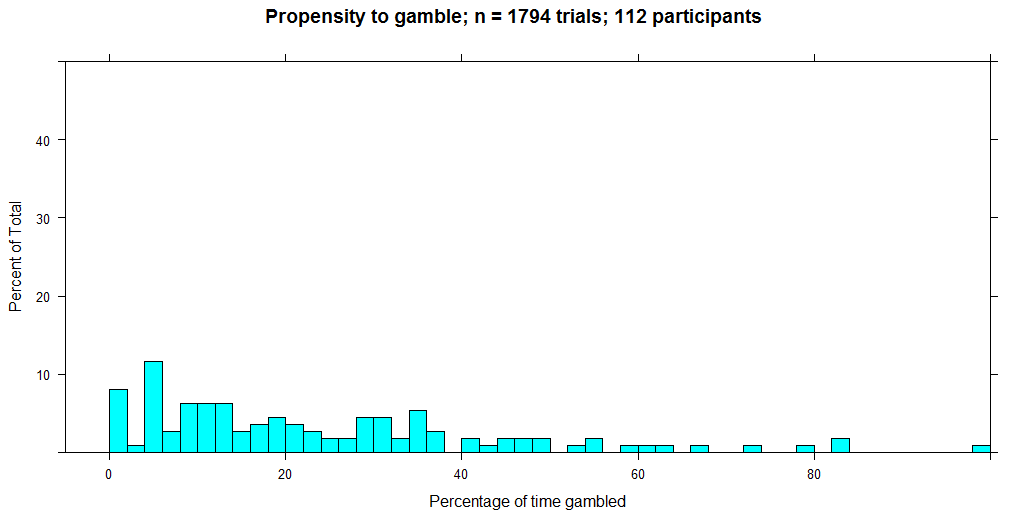 Propensity to gamble; n = 1794 trials; 112 participants
Percent of Total
40
30
20
10
0 20 40 60 80
Percentage of time gambled